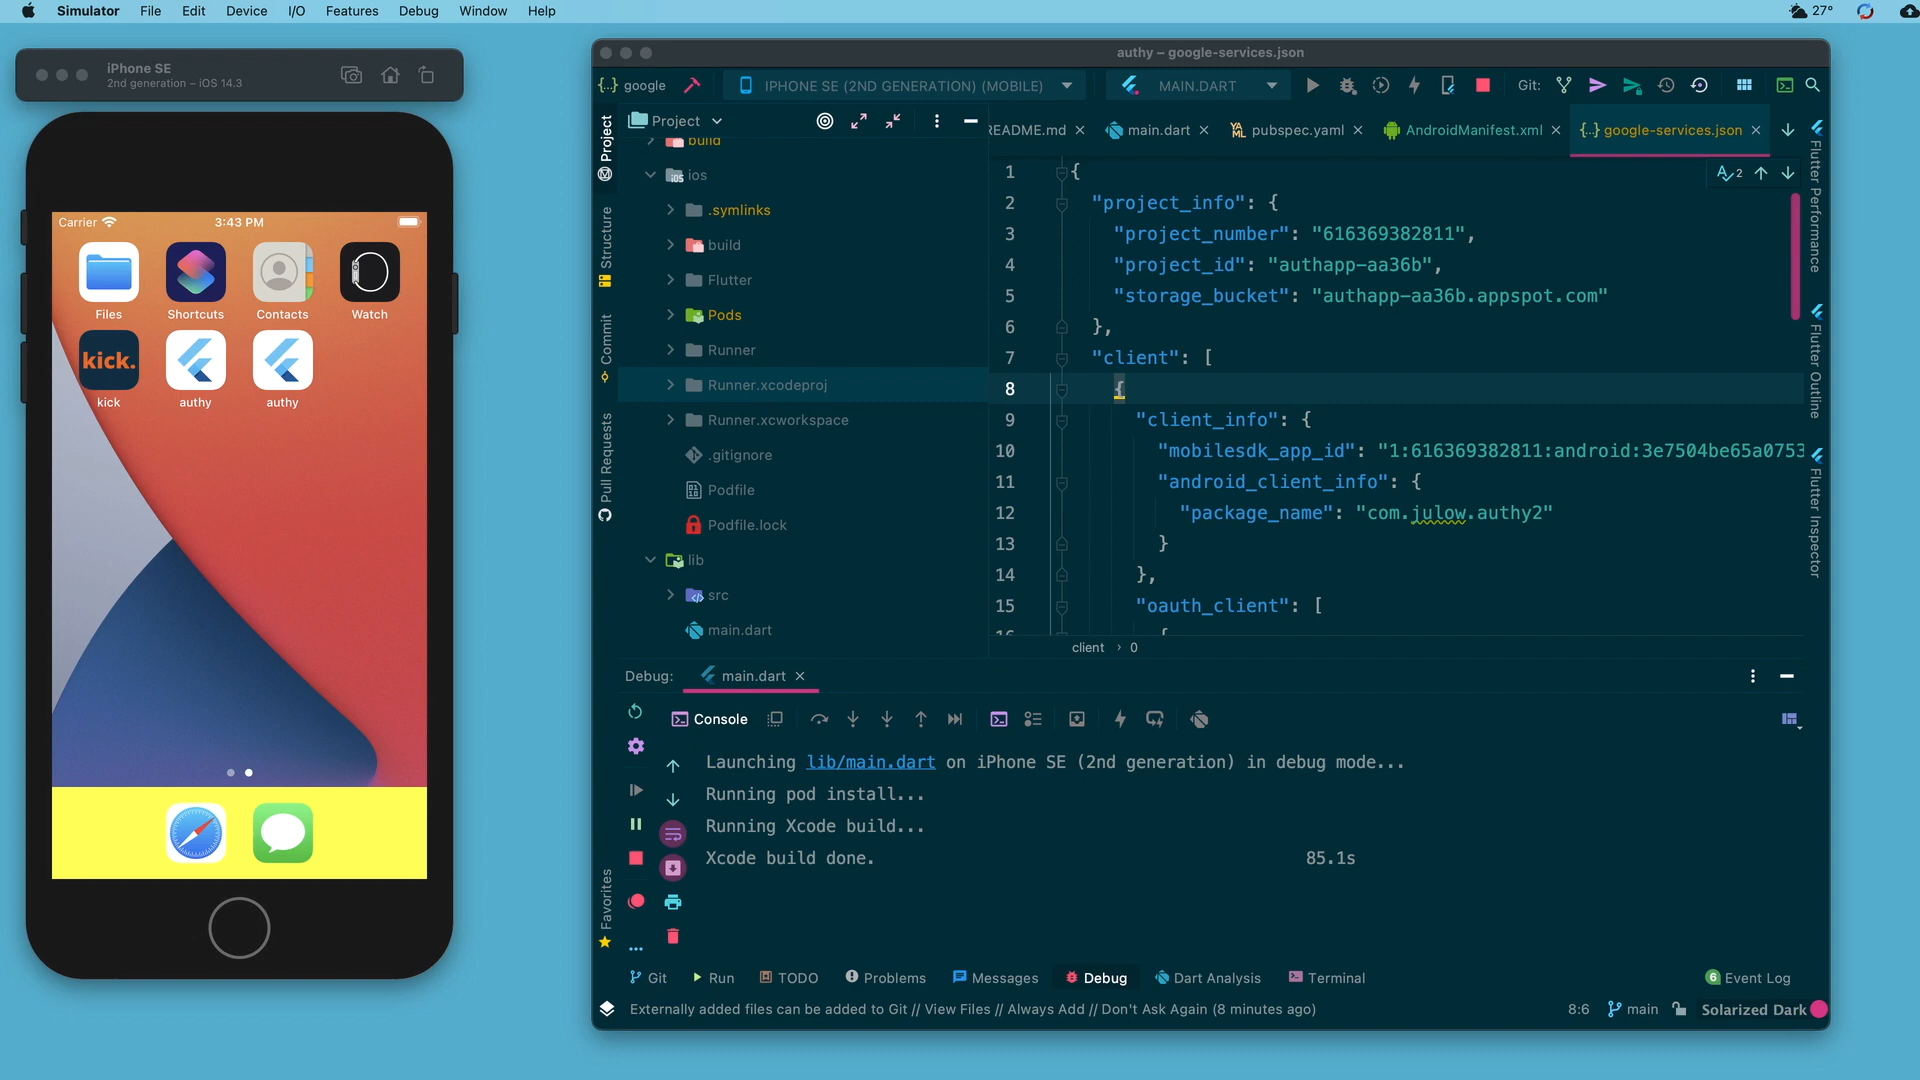 Simulator File Edit Device I/O Features Debug Window Help 27°
iPhone SE
2nd generation – iOS 14.3
Carrier 3:43 PM
Files Shortcuts Contacts Watch
kick.
kick authy authy
authy – google-services.json
google IPHONE SE (2ND GENERATION) (MOBILE) MAIN.DART Git:
Project
README.md main.dart pubspec.yaml AndroidManifest.xml google-services.json
Project
Structure
Commit
Pull Requests
Favorites
build
ios
iOS
.symlinks
build
Flutter
Pods
Runner
Runner.xcodeproj
Runner.xcworkspace
.gitignore
Podfile
Podfile.lock
lib
src
main.dart
2
1 {
2 "project_info": {
3 "project_number": "616369382811",
4 "project_id": "authapp-aa36b",
5 "storage_bucket": "authapp-aa36b.appspot.com"
6 },
7 "client": [
8 {
9 "client_info": {
10 "mobilesdk_app_id": "1:616369382811:android:3e7504be65a0753
11 "android_client_info": {
12 "package_name": "com.julow.authy2"
13 }
14 },
15 "oauth_client": [
16 {
client › 0
Flutter Performance
Flutter Outline
Flutter Inspector
Debug: main.dart
Console
Launching lib/main.dart on iPhone SE (2nd generation) in debug mode...
Running pod install...
Running Xcode build...
Xcode build done. 85.1s
Git Run TODO Problems Messages Debug Dart Analysis Terminal 6 Event Log
Externally added files can be added to Git // View Files // Always Add // Don't Ask Again (8 minutes ago) 8:6 main Solarized Dark